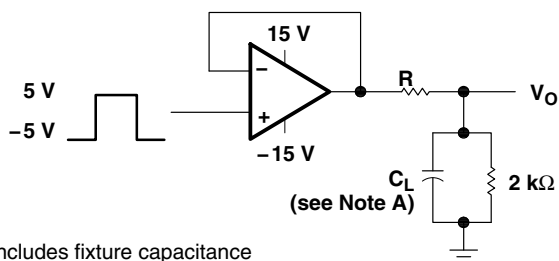 15 V
−
R
5 V
VO
−5 V
+
−15 V
CL
2 kΩ
(see Note A)
ncludes fixture capacitance